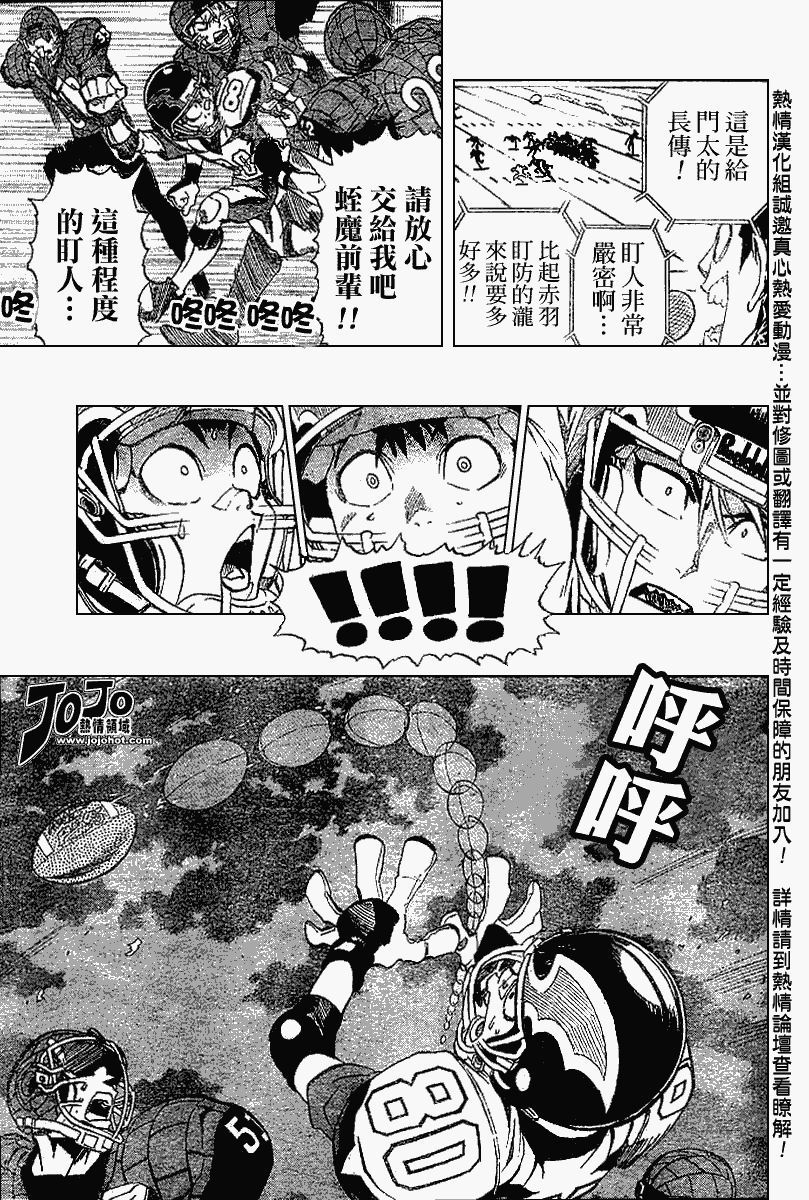 這是給
門太的
長傳！
盯人非常
嚴密啊…
比起赤羽
盯防的瀧
來說要多
好多!!
請放心
交給我吧
蛭魔前輩
!!
這種程度
的盯人…
咚咚
咚咚
咚
!!!!
呼
呼
JOJO
熱情領域
www.jojohot.com
80
80
51
熱情漢化組誠邀真心熱愛動漫…並對修圖或翻譯有一定經驗及時間保障的朋友加入！ 詳情請到熱情論壇查看瞭解！